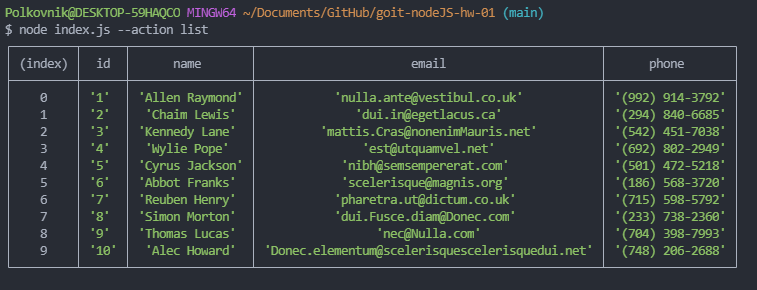 Polkovnik@DESKTOP-59HAQCO MINGW64 ~/Documents/GitHub/goit-nodeJS-hw-01 (main)
$ node index.js --action list
(index) id name email phone
0 '1' 'Allen Raymond' 'nulla.ante@vestibul.co.uk' '(992) 914-3792'
1 '2' 'Chaim Lewis' 'dui.in@egetlacus.ca' '(294) 840-6685'
2 '3' 'Kennedy Lane' 'mattis.Cras@nonenimMauris.net' '(542) 451-7038'
3 '4' 'Wylie Pope' 'est@utquamvel.net' '(692) 802-2949'
4 '5' 'Cyrus Jackson' 'nibh@semsempererat.com' '(501) 472-5218'
5 '6' 'Abbot Franks' 'scelerisque@magnis.org' '(186) 568-3720'
6 '7' 'Reuben Henry' 'pharetra.ut@dictum.co.uk' '(715) 598-5792'
7 '8' 'Simon Morton' 'dui.Fusce.diam@Donec.com' '(233) 738-2360'
8 '9' 'Thomas Lucas' 'nec@Nulla.com' '(704) 398-7993'
9 '10' 'Alec Howard' 'Donec.elementum@scelerisquescelerisquedui.net' '(748) 206-2688'